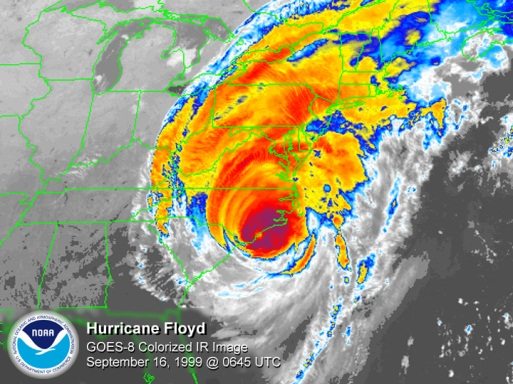 NOAA
Hurricane Floyd
GOES-8 Colorized IR Image
September 16, 1999 @ 0645 UTC